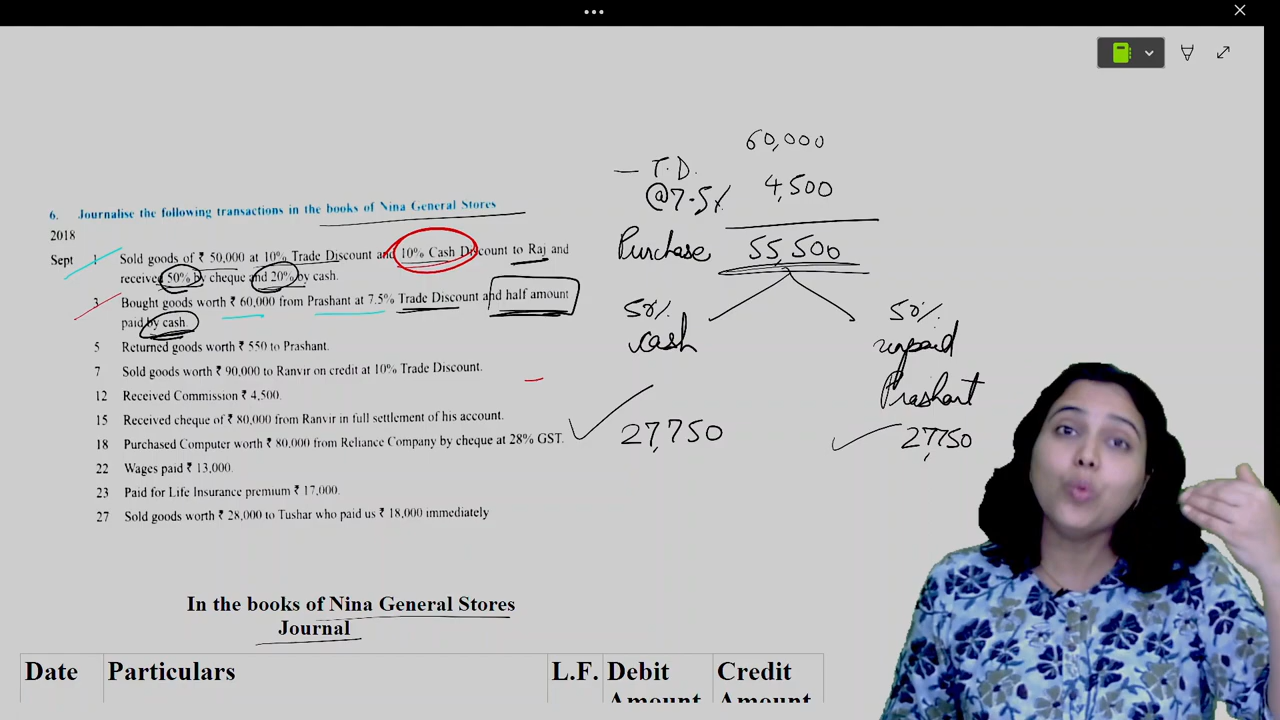 6. Journalise the following transactions in the books of Nina General Stores
2018
Sept 1 Sold goods of ₹ 50,000 at 10% Trade Discount and 10% Cash Discount to Raj and
received 50% by cheque and 20% by cash.
3 Bought goods worth ₹ 60,000 from Prashant at 7.5% Trade Discount and half amount
paid by cash.
5 Returned goods worth ₹ 550 to Prashant.
7 Sold goods worth ₹ 90,000 to Ranvir on credit at 10% Trade Discount.
12 Received Commission ₹ 4,500.
15 Received cheque of ₹ 80,000 from Ranvir in full settlement of his account.
18 Purchased Computer worth ₹ 80,000 from Reliance Company by cheque at 28% GST.
22 Wages paid ₹ 13,000.
23 Paid for Life Insurance premium ₹ 17,000.
27 Sold goods worth ₹ 28,000 to Tushar who paid us ₹ 18,000 immediately
60,000
— T.D.
@7.5% 4,500
Purchase 55,500
50% 50%
cash unpaid
Prashant
27,750 27,750
In the books of Nina General Stores
Journal
Date Particulars L.F. Debit Credit
Amount Amount